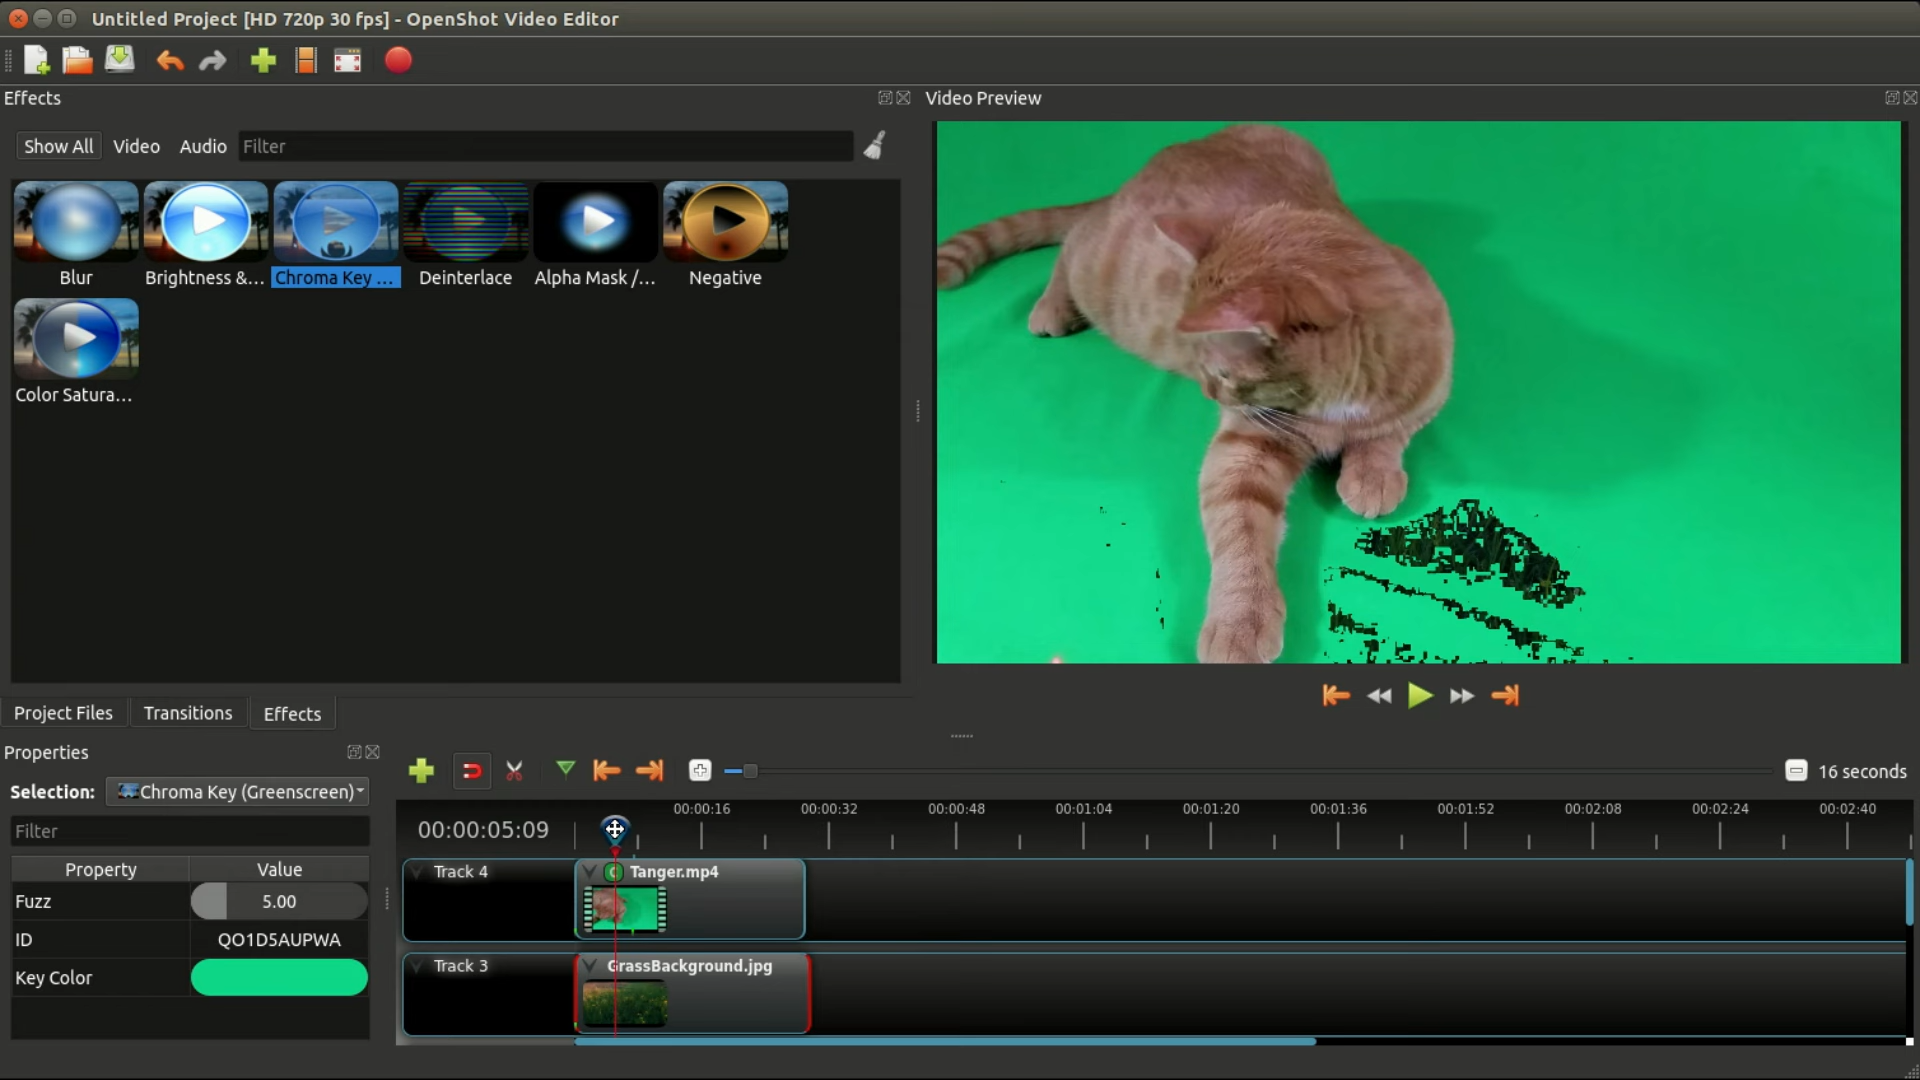 Untitled Project [HD 720p 30 fps] - OpenShot Video Editor
Effects
Video Preview
Show All Video Audio Filter
Blur Brightness &... Chroma Key ... Deinterlace Alpha Mask /... Negative
Color Satura...
Project Files Transitions Effects
Properties
Selection: Chroma Key (Greenscreen)
16 seconds
Filter
00:00:05:09
00:00:16 00:00:32 00:00:48 00:01:04 00:01:20 00:01:36 00:01:52 00:02:08 00:02:24 00:02:40
Property Value
Fuzz 5.00
ID QO1D5AUPWA
Key Color
Track 4 C Tanger.mp4
Track 3 GrassBackground.jpg